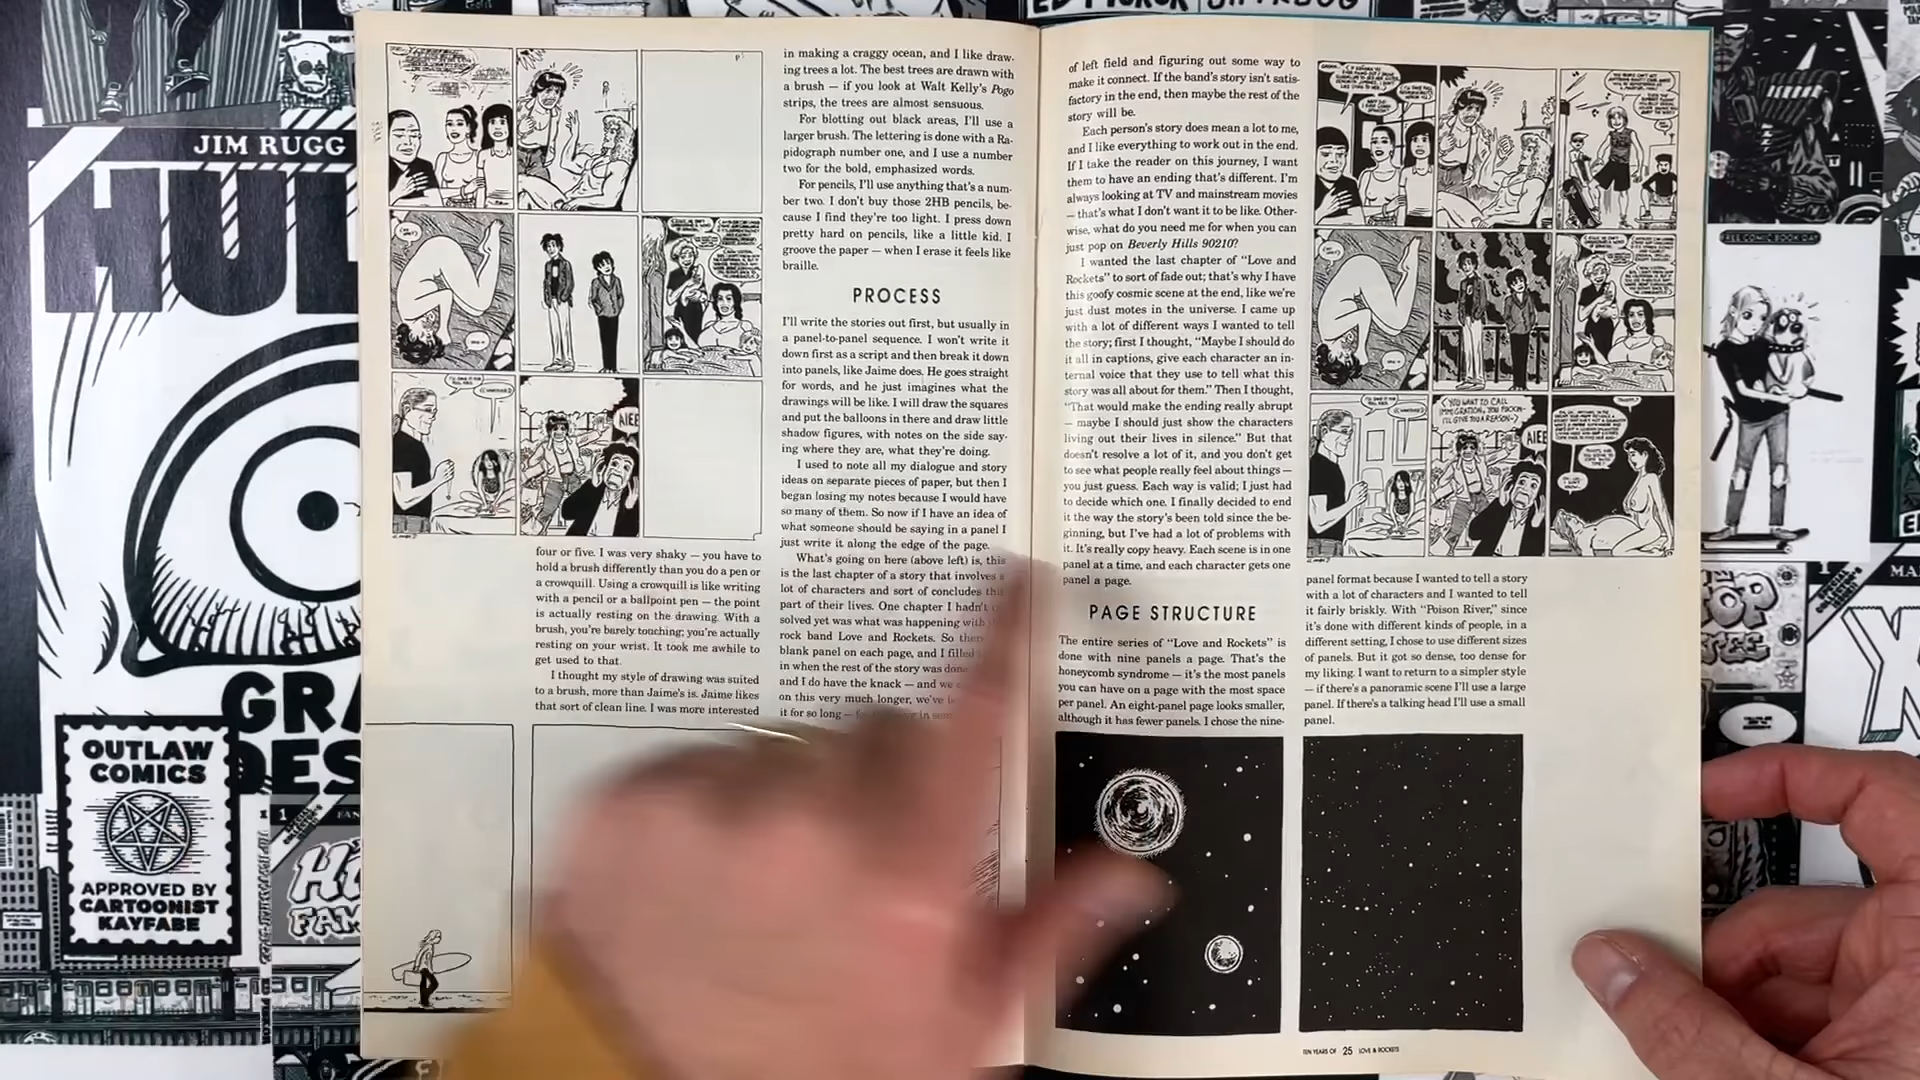 JIM RUGG
HUL
GRA
DES
OUTLAW
COMICS
APPROVED BY
CARTOONIST
KAYFABE
AIEE
four or five. I was very shaky — you have to
hold a brush differently than you do a pen or
a crowquill. Using a crowquill is like writing
with a pencil or a ballpoint pen — the point
is actually resting on the drawing. With a
brush, you're barely touching; you're actually
resting on your wrist. It took me awhile to
get used to that.
I thought my style of drawing was suited
to a brush, more than Jaime's is. Jaime likes
that sort of clean line. I was more interested
in making a craggy ocean, and I like draw-
ing trees a lot. The best trees are drawn with
a brush — if you look at Walt Kelly's Pogo
strips, the trees are almost sensuous.
For blotting out black areas, I'll use a
larger brush. The lettering is done with a Ra-
pidograph number one, and I use a number
two for the bold, emphasized words.
For pencils, I'll use anything that's a num-
ber two. I don't buy those 2HB pencils, be-
cause I find they're too light. I press down
pretty hard on pencils, like a little kid. I
groove the paper — when I erase it feels like
braille.
PROCESS
I'll write the stories out first, but usually in
a panel-to-panel sequence. I won't write it
down first as a script and then break it down
into panels, like Jaime does. He goes straight
for words, and he just imagines what the
drawings will be like. I will draw the squares
and put the balloons in there and draw little
shadow figures, with notes on the side say-
ing where they are, what they're doing.
I used to note all my dialogue and story
ideas on separate pieces of paper, but then I
began losing my notes because I would have
so many of them. So now if I have an idea of
what someone should be saying in a panel I
just write it along the edge of the page.
What's going on here (above left) is, this
is the last chapter of a story that involves a
lot of characters and sort of concludes this
part of their lives. One chapter I hadn't
solved yet was what was happening with
rock band Love and Rockets. So
blank panel on each page, and I filled
in when the rest of the story was done
and I do have the knack — and we
on this very much longer, we've
it for so long —
of left field and figuring out some way to
make it connect. If the band's story isn't satis-
factory in the end, then maybe the rest of the
story will be.
Each person's story does mean a lot to me,
and I like everything to work out in the end.
If I take the reader on this journey, I want
them to have an ending that's different. I'm
always looking at TV and mainstream movies
— that's what I don't want it to be like. Other-
wise, what do you need me for when you can
just pop on Beverly Hills 90210?
I wanted the last chapter of “Love and
Rockets” to sort of fade out; that's why I have
this goofy cosmic scene at the end, like we're
just dust motes in the universe. I came up
with a lot of different ways I wanted to tell
the story; first I thought, “Maybe I should do
it all in captions, give each character an in-
ternal voice that they use to tell what this
story was all about for them.” Then I thought,
“That would make the ending really abrupt
— maybe I should just show the characters
living out their lives in silence.” But that
doesn't resolve a lot of it, and you don't get
to see what people really feel about things —
you just guess. Each way is valid; I just had
to decide which one. I finally decided to end
it the way the story's been told since the be-
ginning, but I've had a lot of problems with
it. It's really copy heavy. Each scene is in one
panel at a time, and each character gets one
panel a page.
PAGE STRUCTURE
The entire series of “Love and Rockets” is
done with nine panels a page. That's the
honeycomb syndrome — it's the most panels
you can have on a page with the most space
per panel. An eight-panel page looks smaller,
although it has fewer panels. I chose the nine-
YOU WANT TO CALL
IMMIGRATION, YOU FUCKIN-
I'LL GIVE YOU A REASON-
AIEE
panel format because I wanted to tell a story
with a lot of characters and I wanted to tell
it fairly briskly. With “Poison River,” since
it's done with different kinds of people, in a
different setting, I chose to use different sizes
of panels. But it got so dense, too dense for
my liking. I want to return to a simpler style
— if there's a panoramic scene I'll use a large
panel. If there's a talking head I'll use a small
panel.
TEN YEARS OF 25 LOVE & ROCKETS
FREE COMIC BOOK DAY